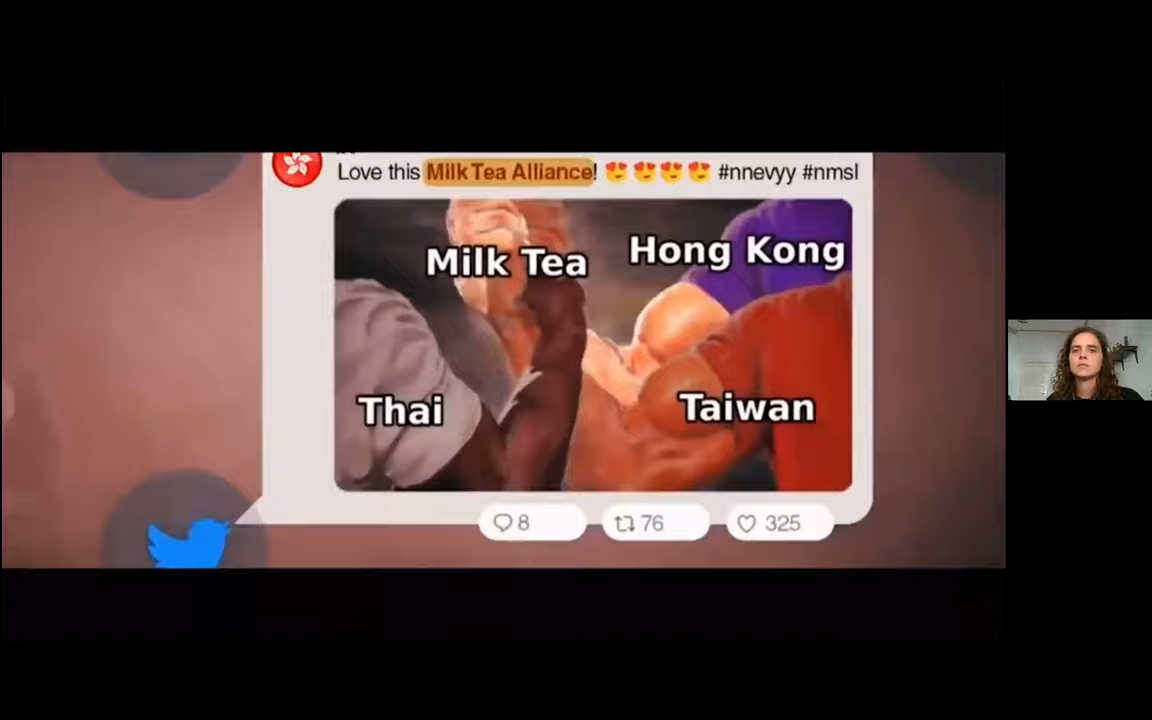 Love this Milk Tea Alliance! 😍 😍 😍 😍 #nnevyy #nmsl
Milk Tea
Hong Kong
Thai
Taiwan
8
76
325